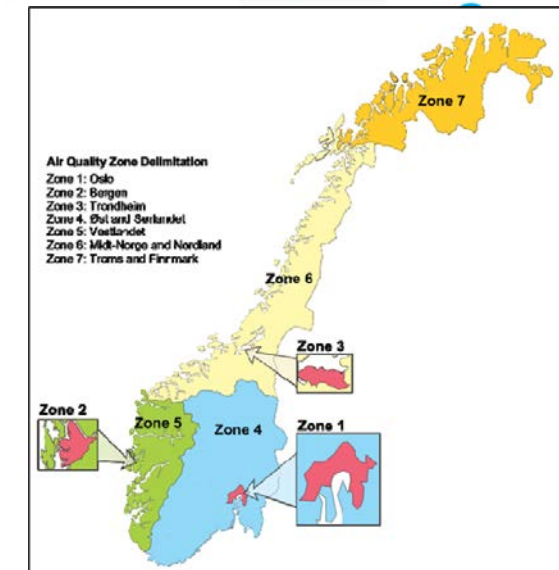 Zone 7
Air Quality Zone Delimitation
Zone 1: Oslo
Zone 2: Bergen
Zone 3: Trondheim
Zone 4. Øst and Sørlandet
Zone 5: Vestlandet
Zone 6: Midt-Norge and Nordland
Zone 7: Troms and Finnmark
Zone 6
Zone 3
Zone 2
Zone 5
Zone 4
Zone 1